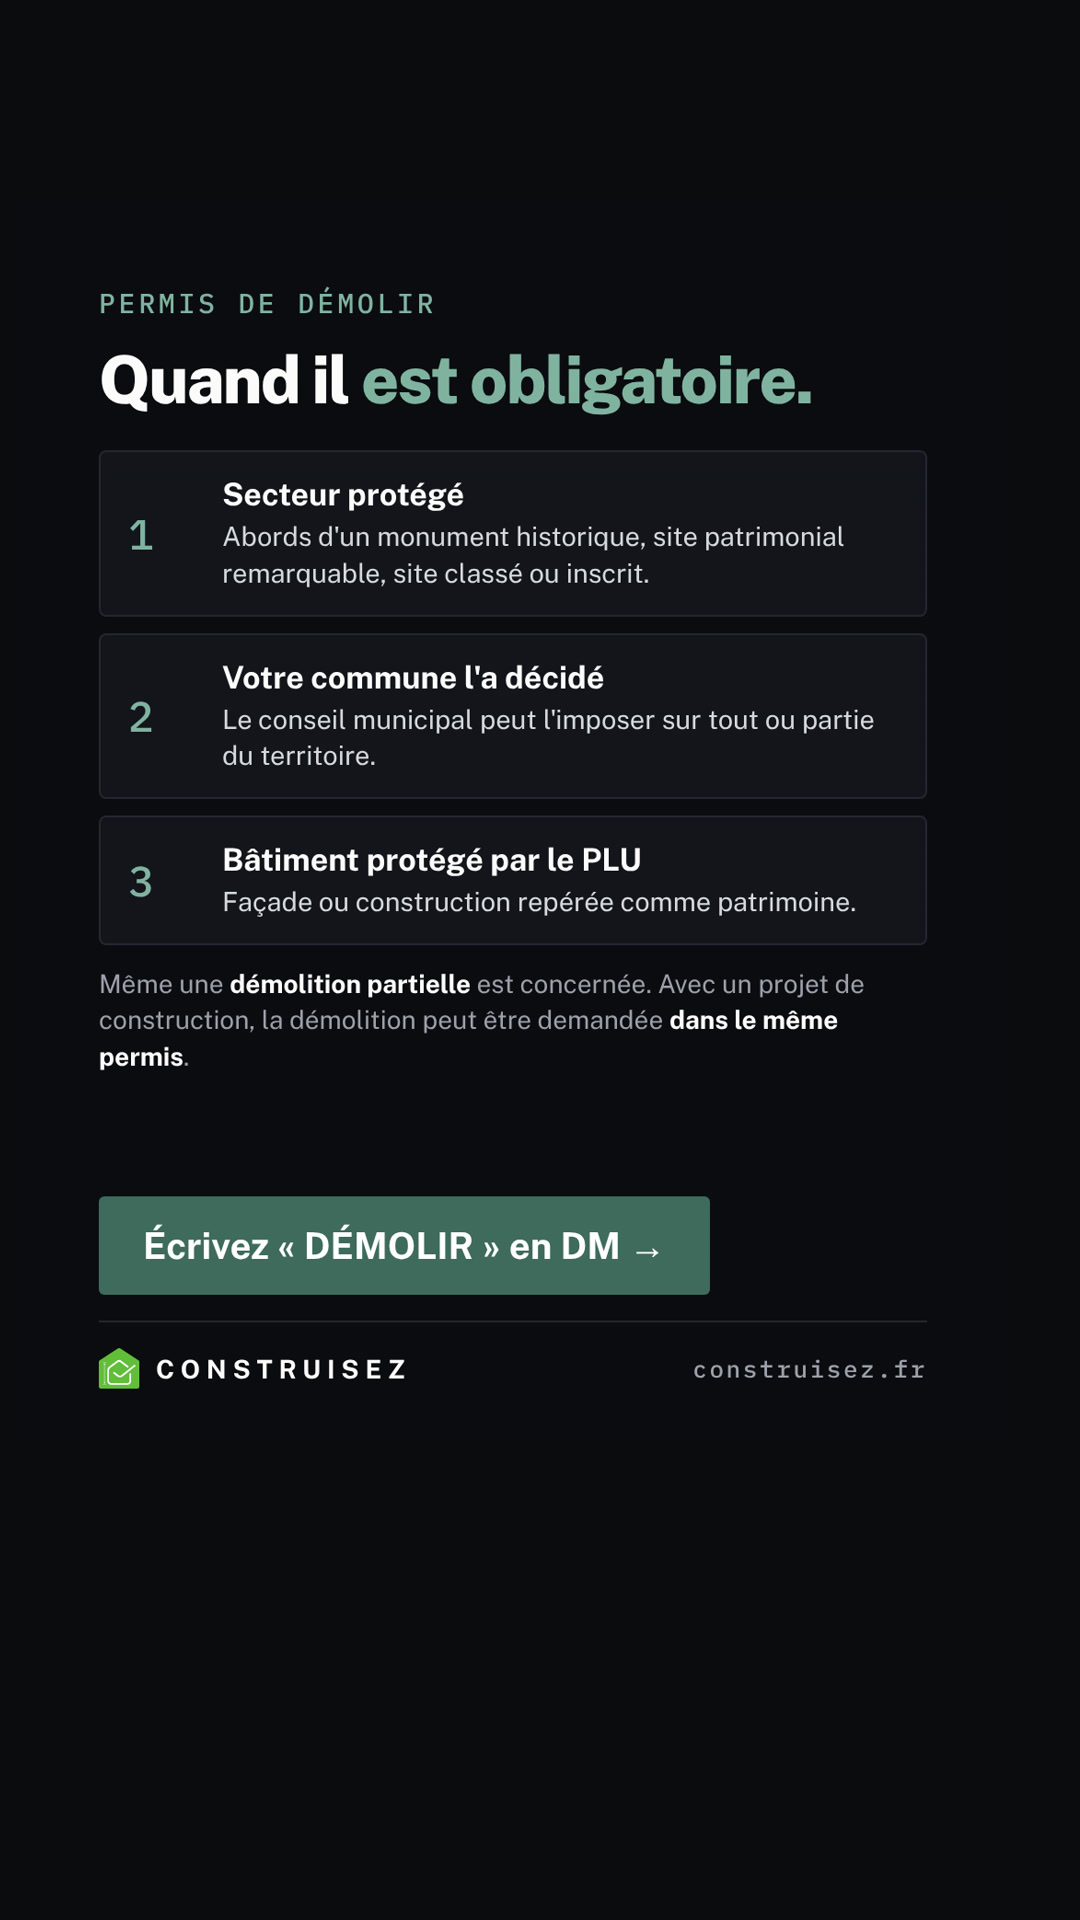 PERMIS DE DÉMOLIR
Quand il est obligatoire.
1
Secteur protégé
Abords d'un monument historique, site patrimonial
remarquable, site classé ou inscrit.
2
Votre commune l'a décidé
Le conseil municipal peut l'imposer sur tout ou partie
du territoire.
3
Bâtiment protégé par le PLU
Façade ou construction repérée comme patrimoine.
Même une démolition partielle est concernée. Avec un projet de
construction, la démolition peut être demandée dans le même
permis.
Écrivez « DÉMOLIR » en DM →
CONSTRUISEZ
construisez.fr